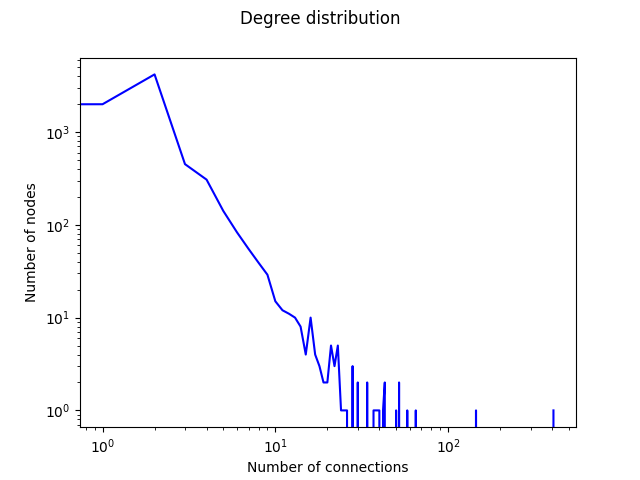 Degree distribution
Number of nodes
10³
10²
10¹
10⁰
10⁰ 10¹ 10²
Number of connections